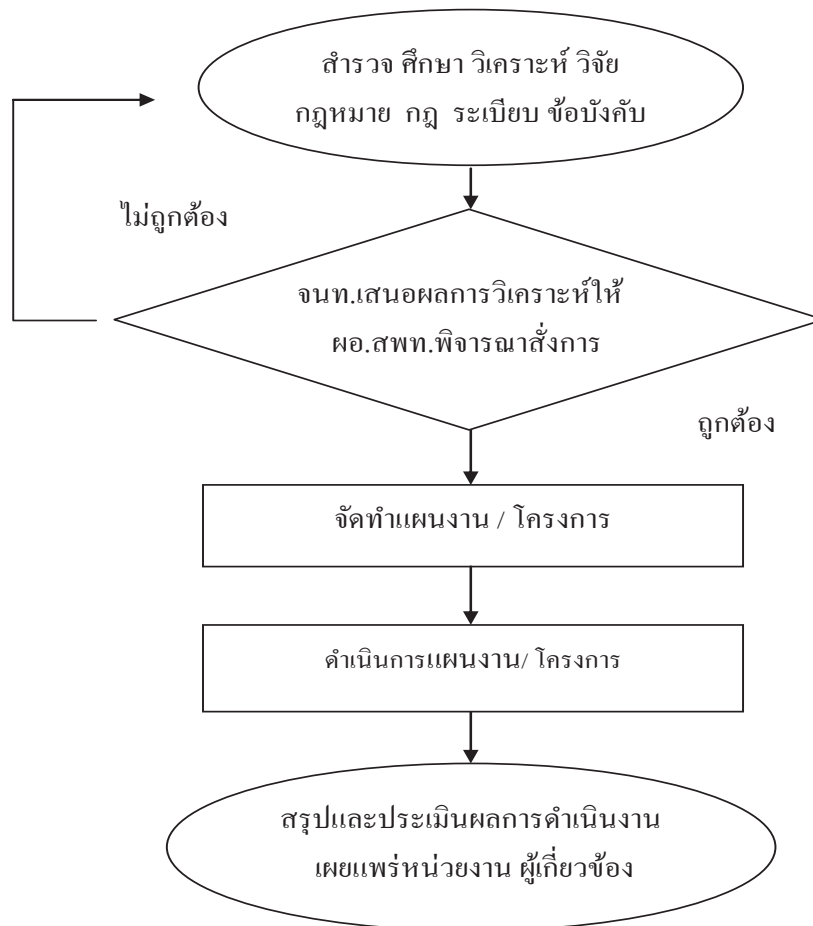 สำรวจ ศึกษา วิเคราะห์ วิจัย
กฎหมาย กฎ ระเบียบ ข้อบังคับ
ไม่ถูกต้อง
จนท.เสนอผลการวิเคราะห์ให้
ผอ.สพท.พิจารณาสั่งการ
ถูกต้อง
จัดทำแผนงาน / โครงการ
ดำเนินการแผนงาน/ โครงการ
สรุปและประเมินผลการดำเนินงาน
เผยแพร่หน่วยงาน ผู้เกี่ยวข้อง